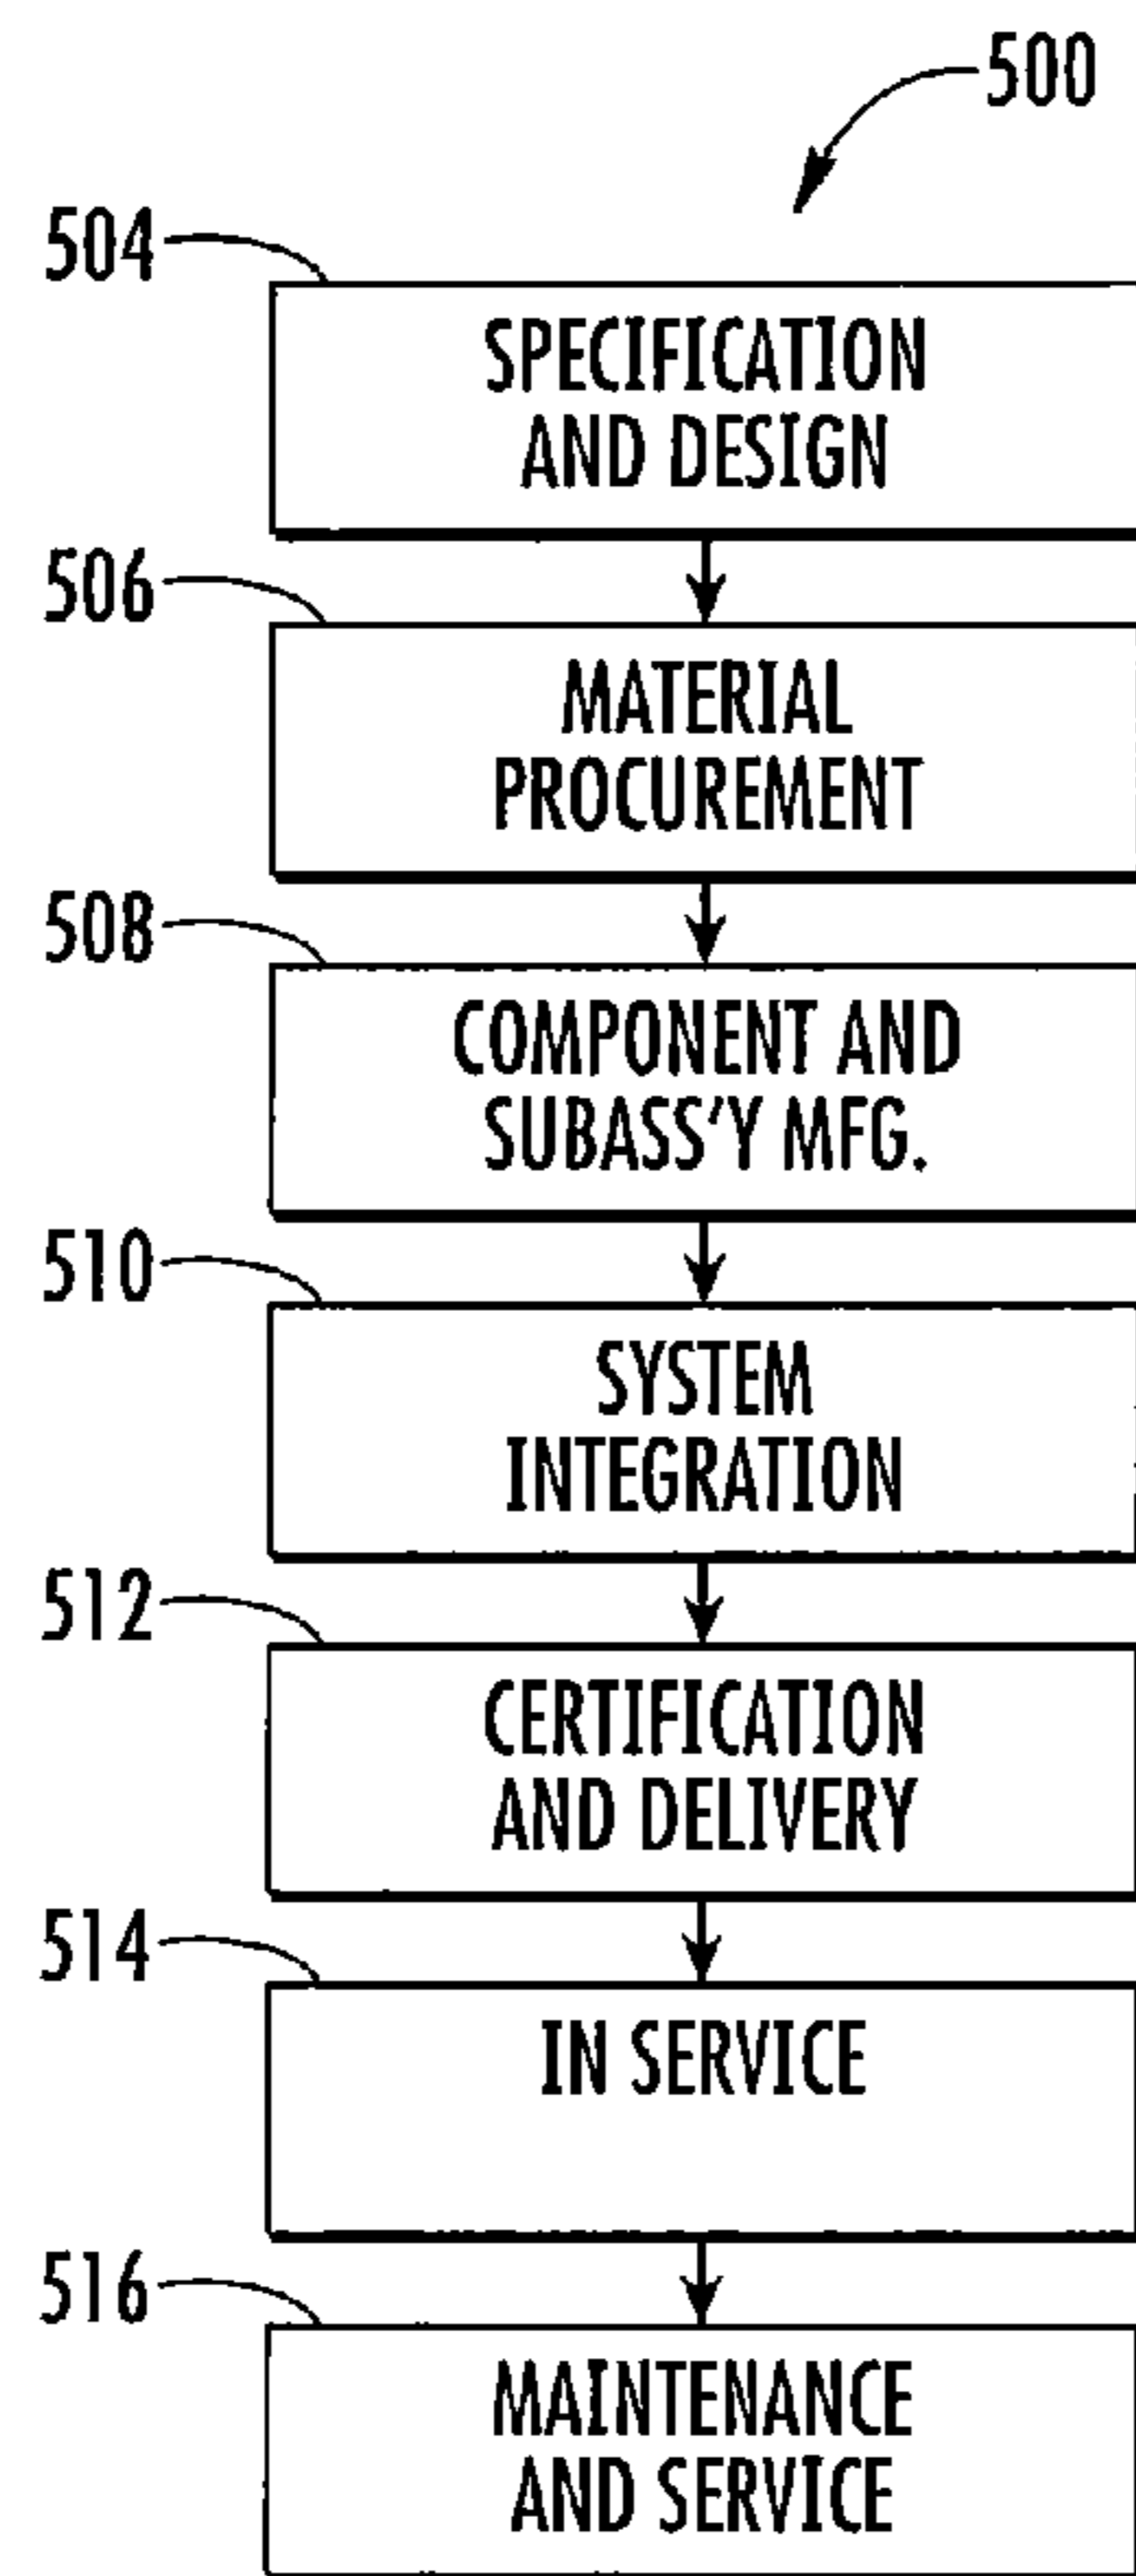 500
504
SPECIFICATION
AND DESIGN
506
MATERIAL
PROCUREMENT
508
COMPONENT AND
SUBASS'Y MFG.
510
SYSTEM
INTEGRATION
512
CERTIFICATION
AND DELIVERY
514
IN SERVICE
516
MAINTENANCE
AND SERVICE